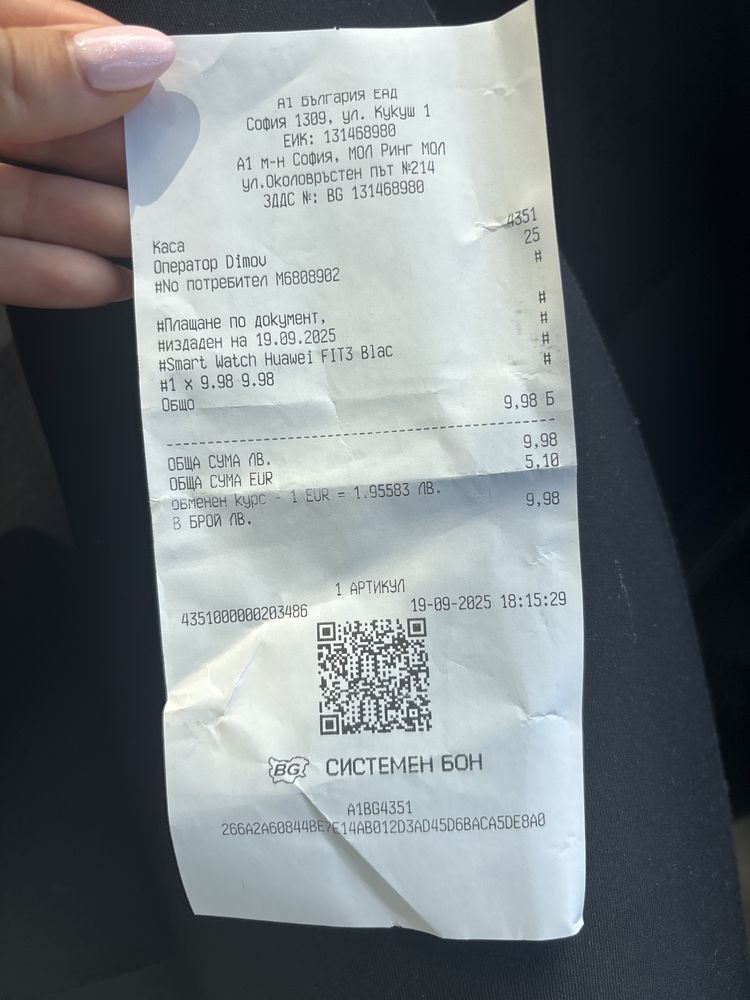 А1 България ЕАД
София 1309, ул. Кукуш 1
ЕИК: 131468980
А1 м-н София, МОЛ Ринг МОЛ
ул.Околовръстен път №214
ЗДДС №: BG 131468980
Каса 4351
Оператор Dimov 25
#No потребител M6808902 #
#Плащане по документ, #
#издаден на 19.09.2025 #
#Smart Watch Huawei FIT3 Blac #
#1 x 9.98 9.98 #
Общо 9,98 Б
ОБЩА СУМА ЛВ. 9,98
ОБЩА СУМА EUR 5,10
Обменен курс - 1 EUR = 1.95583 ЛВ.
В БРОЙ ЛВ. 9,98
1 АРТИКУЛ
4351000000203486 19-09-2025 18:15:29
BG СИСТЕМЕН БОН
A1BG4351
266A2A60844BE7E14AB012D3AD45D6BACA5DE8A0